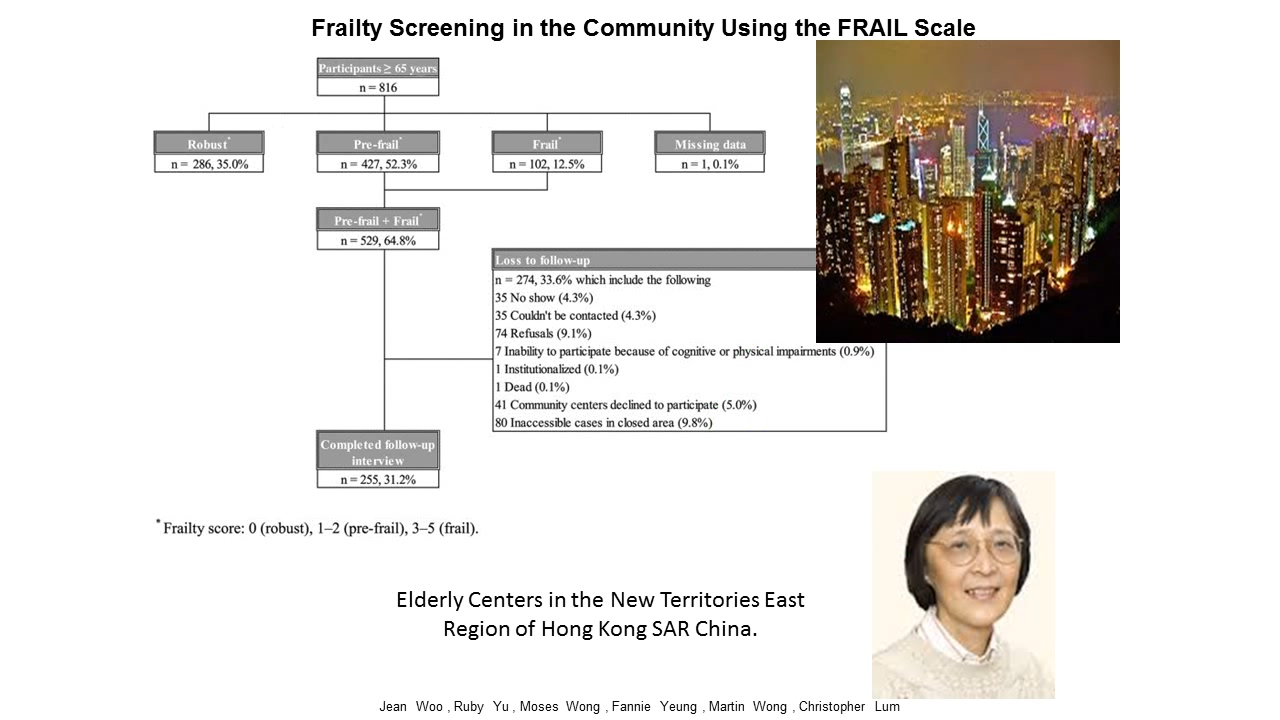 Frailty Screening in the Community Using the FRAIL Scale
Participants ≥ 65 years
n = 816
Robust*
n = 286, 35.0%
Pre-frail*
n = 427, 52.3%
Frail*
n = 102, 12.5%
Missing data
n = 1, 0.1%
Pre-frail + Frail*
n = 529, 64.8%
Loss to follow-up
n = 274, 33.6% which include the following
35 No show (4.3%)
35 Couldn't be contacted (4.3%)
74 Refusals (9.1%)
7 Inability to participate because of cognitive or physical impairments (0.9%)
1 Institutionalized (0.1%)
1 Dead (0.1%)
41 Community centers declined to participate (5.0%)
80 Inaccessible cases in closed area (9.8%)
Completed follow-up
interview
n = 255, 31.2%
* Frailty score: 0 (robust), 1–2 (pre-frail), 3–5 (frail).
Elderly Centers in the New Territories East
Region of Hong Kong SAR China.
Jean Woo , Ruby Yu , Moses Wong , Fannie Yeung , Martin Wong , Christopher Lum